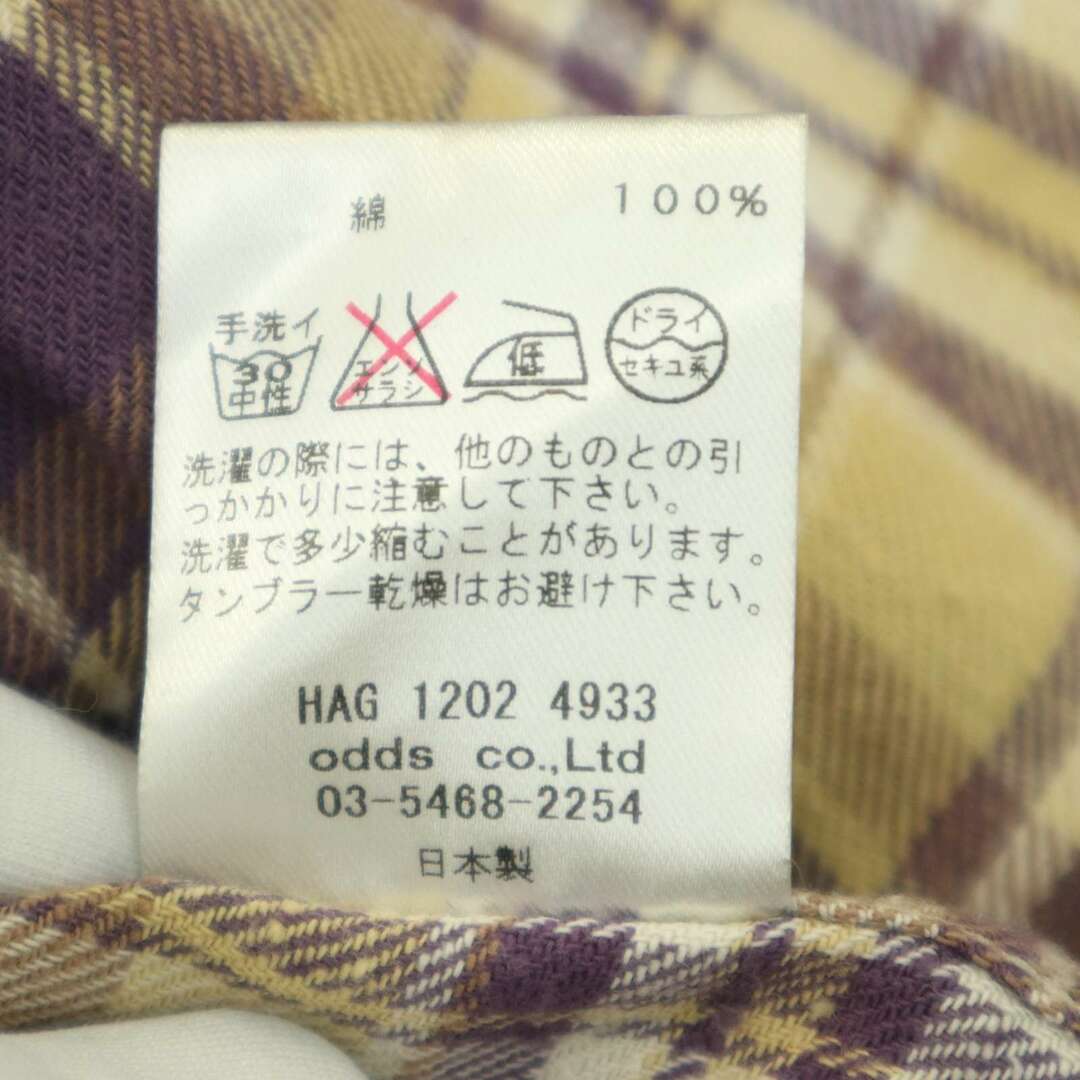 綿 100%
手洗イ
30
中性
エンソ
サラシ
低
ドライ
セキユ系
洗濯の際には、他のものとの引
っかかりに注意して下さい。
洗濯で多少縮むことがあります。
タンブラー乾燥はお避け下さい。
HAG 1202 4933
odds co.,Ltd
03-5468-2254
日本製